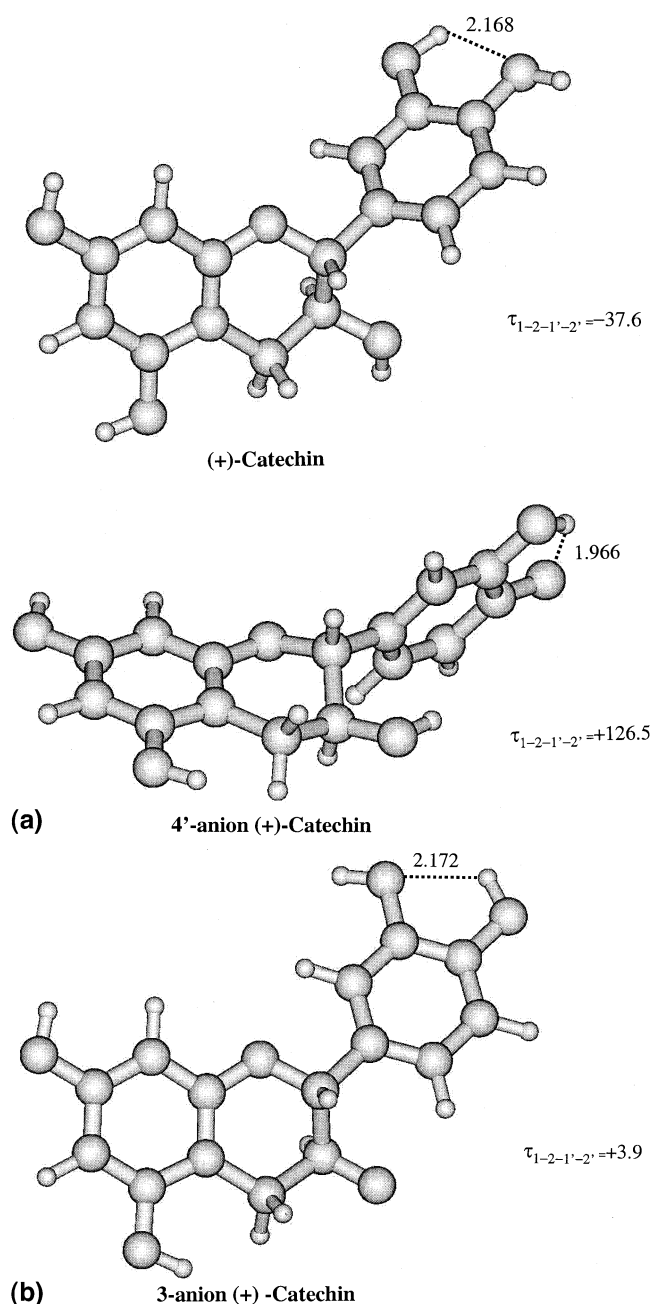 2.168
τ1–2–1’–2’ =–37.6
(+)-Catechin
1.966
τ1–2–1’–2’ =+126.5
(a)
4’-anion (+)-Catechin
2.172
τ1–2–1’–2’ =+3.9
(b)
3-anion (+) -Catechin